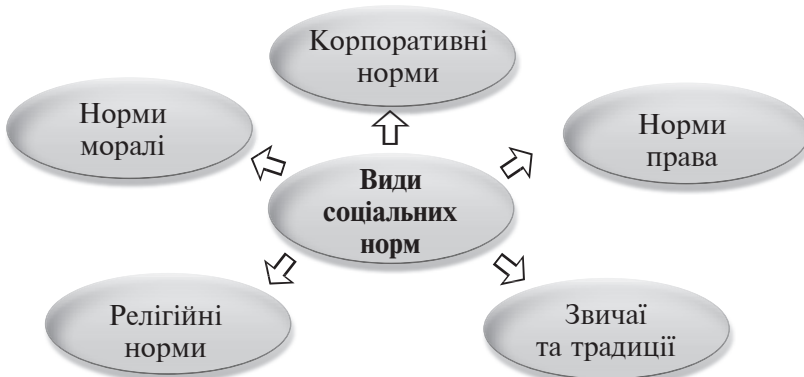 Корпоративні
норми
Норми
моралі
Норми
права
Види
соціальних
норм
Релігійні
норми
Звичаї
та традиції